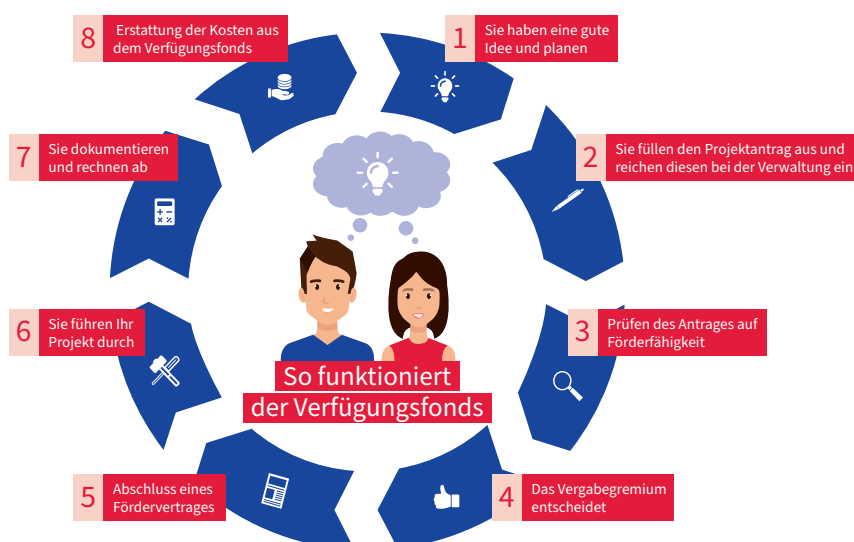 1
Sie haben eine gute
Idee und planen
2
Sie füllen den Projektantrag aus und
reichen diesen bei der Verwaltung ein
3
Prüfen des Antrages auf
Förderfähigkeit
4
Das Vergabegremium
entscheidet
5
Abschluss eines
Fördervertrages
6
Sie führen Ihr
Projekt durch
7
Sie dokumentieren
und rechnen ab
8
Erstattung der Kosten aus
dem Verfügungsfonds
So funktioniert
der Verfügungsfonds